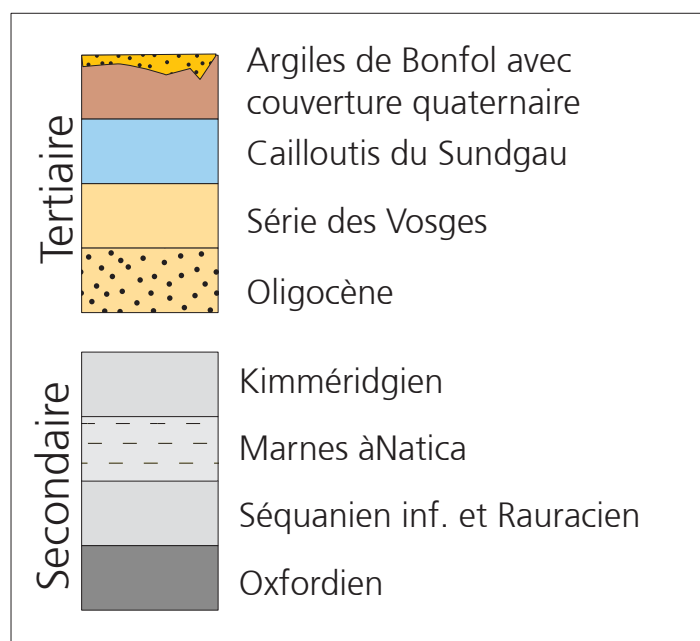 Tertiaire
Argiles de Bonfol avec
couverture quaternaire
Cailloutis du Sundgau
Série des Vosges
Oligocène
Secondaire
Kimméridgien
Marnes àNatica
Séquanien inf. et Rauracien
Oxfordien